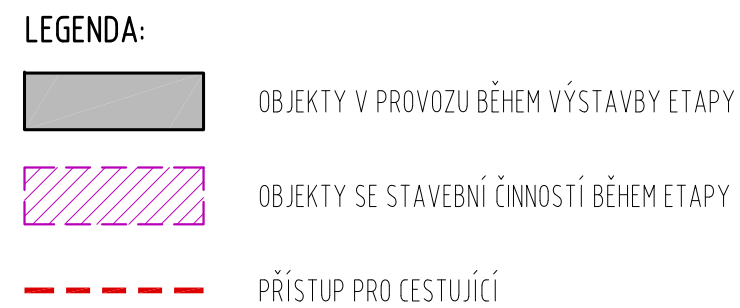 LEGENDA:
OBJEKTY V PROVOZU BĚHEM VÝSTAVBY ETAPY
OBJEKTY SE STAVEBNÍ ČINNOSTÍ BĚHEM ETAPY
PŘÍSTUP PRO CESTUJÍCÍ